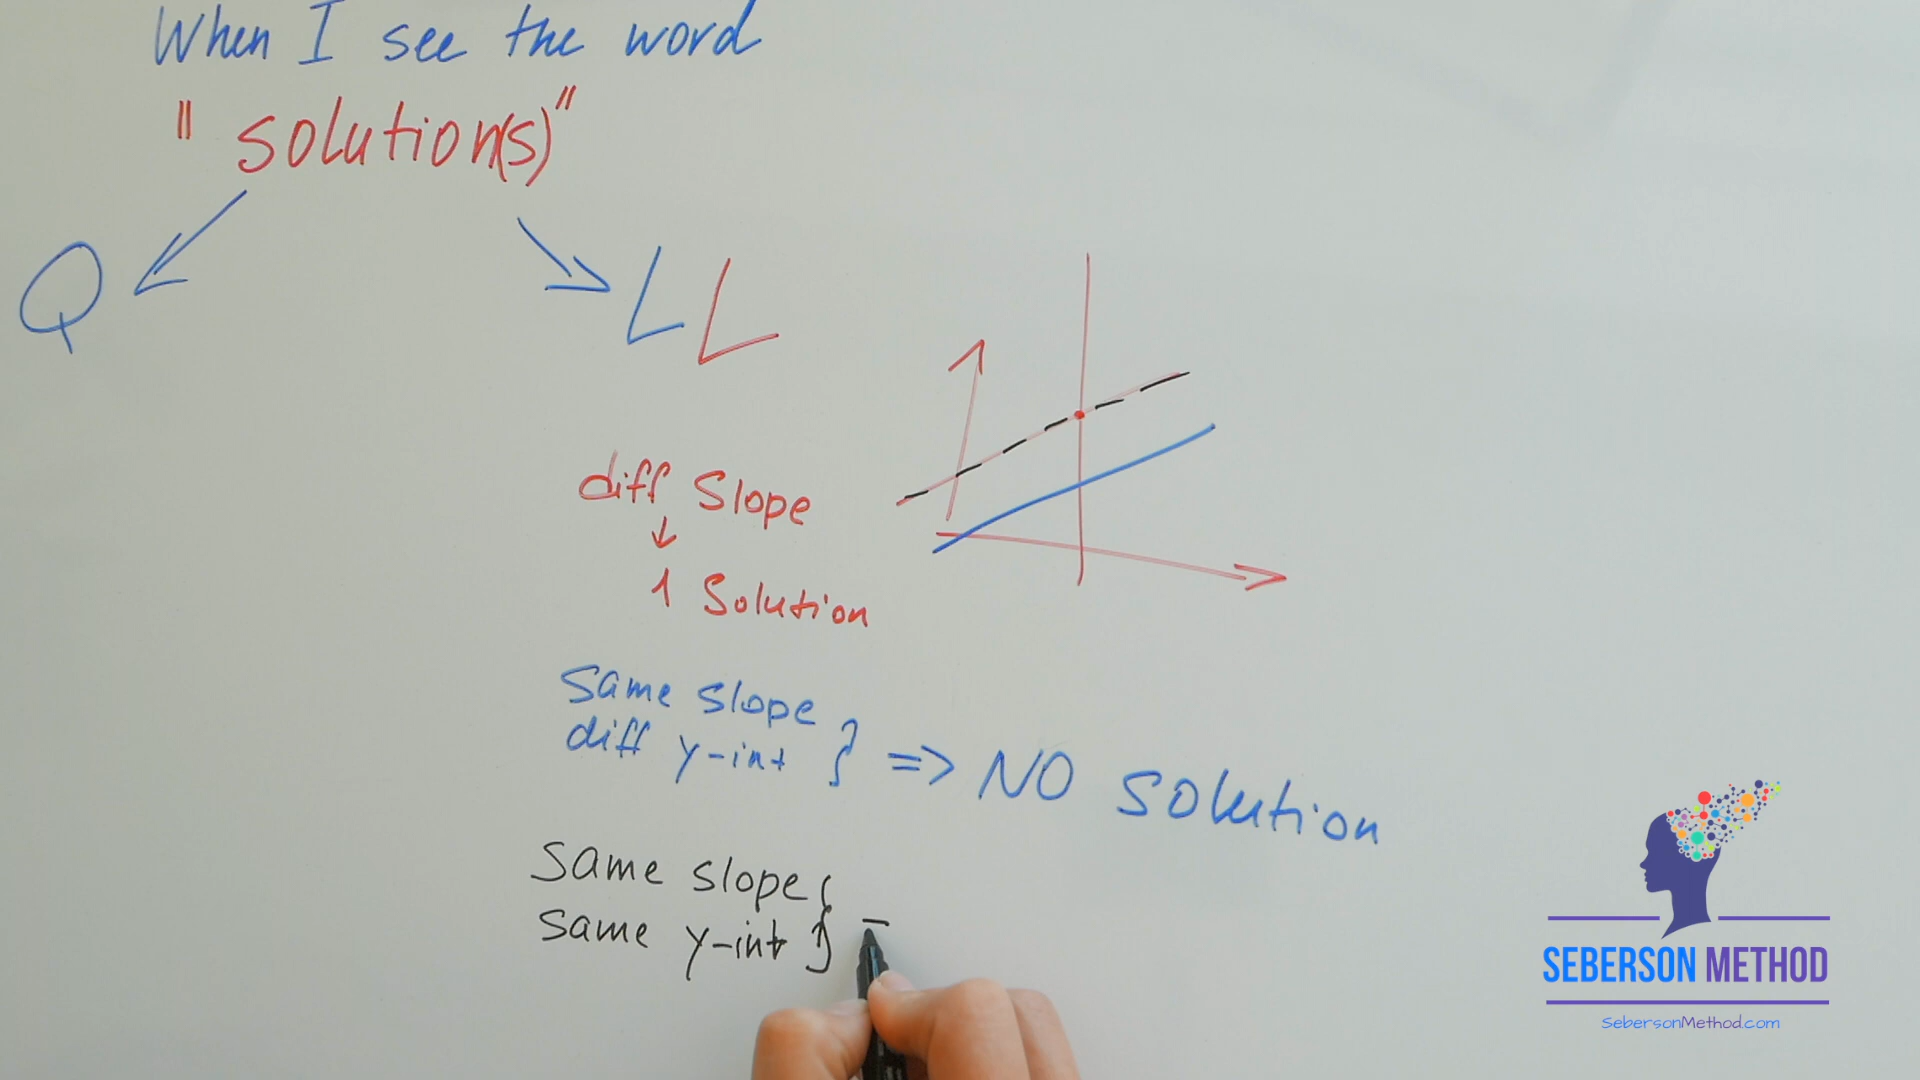 When I see the word
"solution(s)"
Q
LL
diff Slope
↓
1 Solution
Same slope
diff y-int } => NO Solution
Same slope
Same y-int }
SEBERSON METHOD
SebersonMethod.com